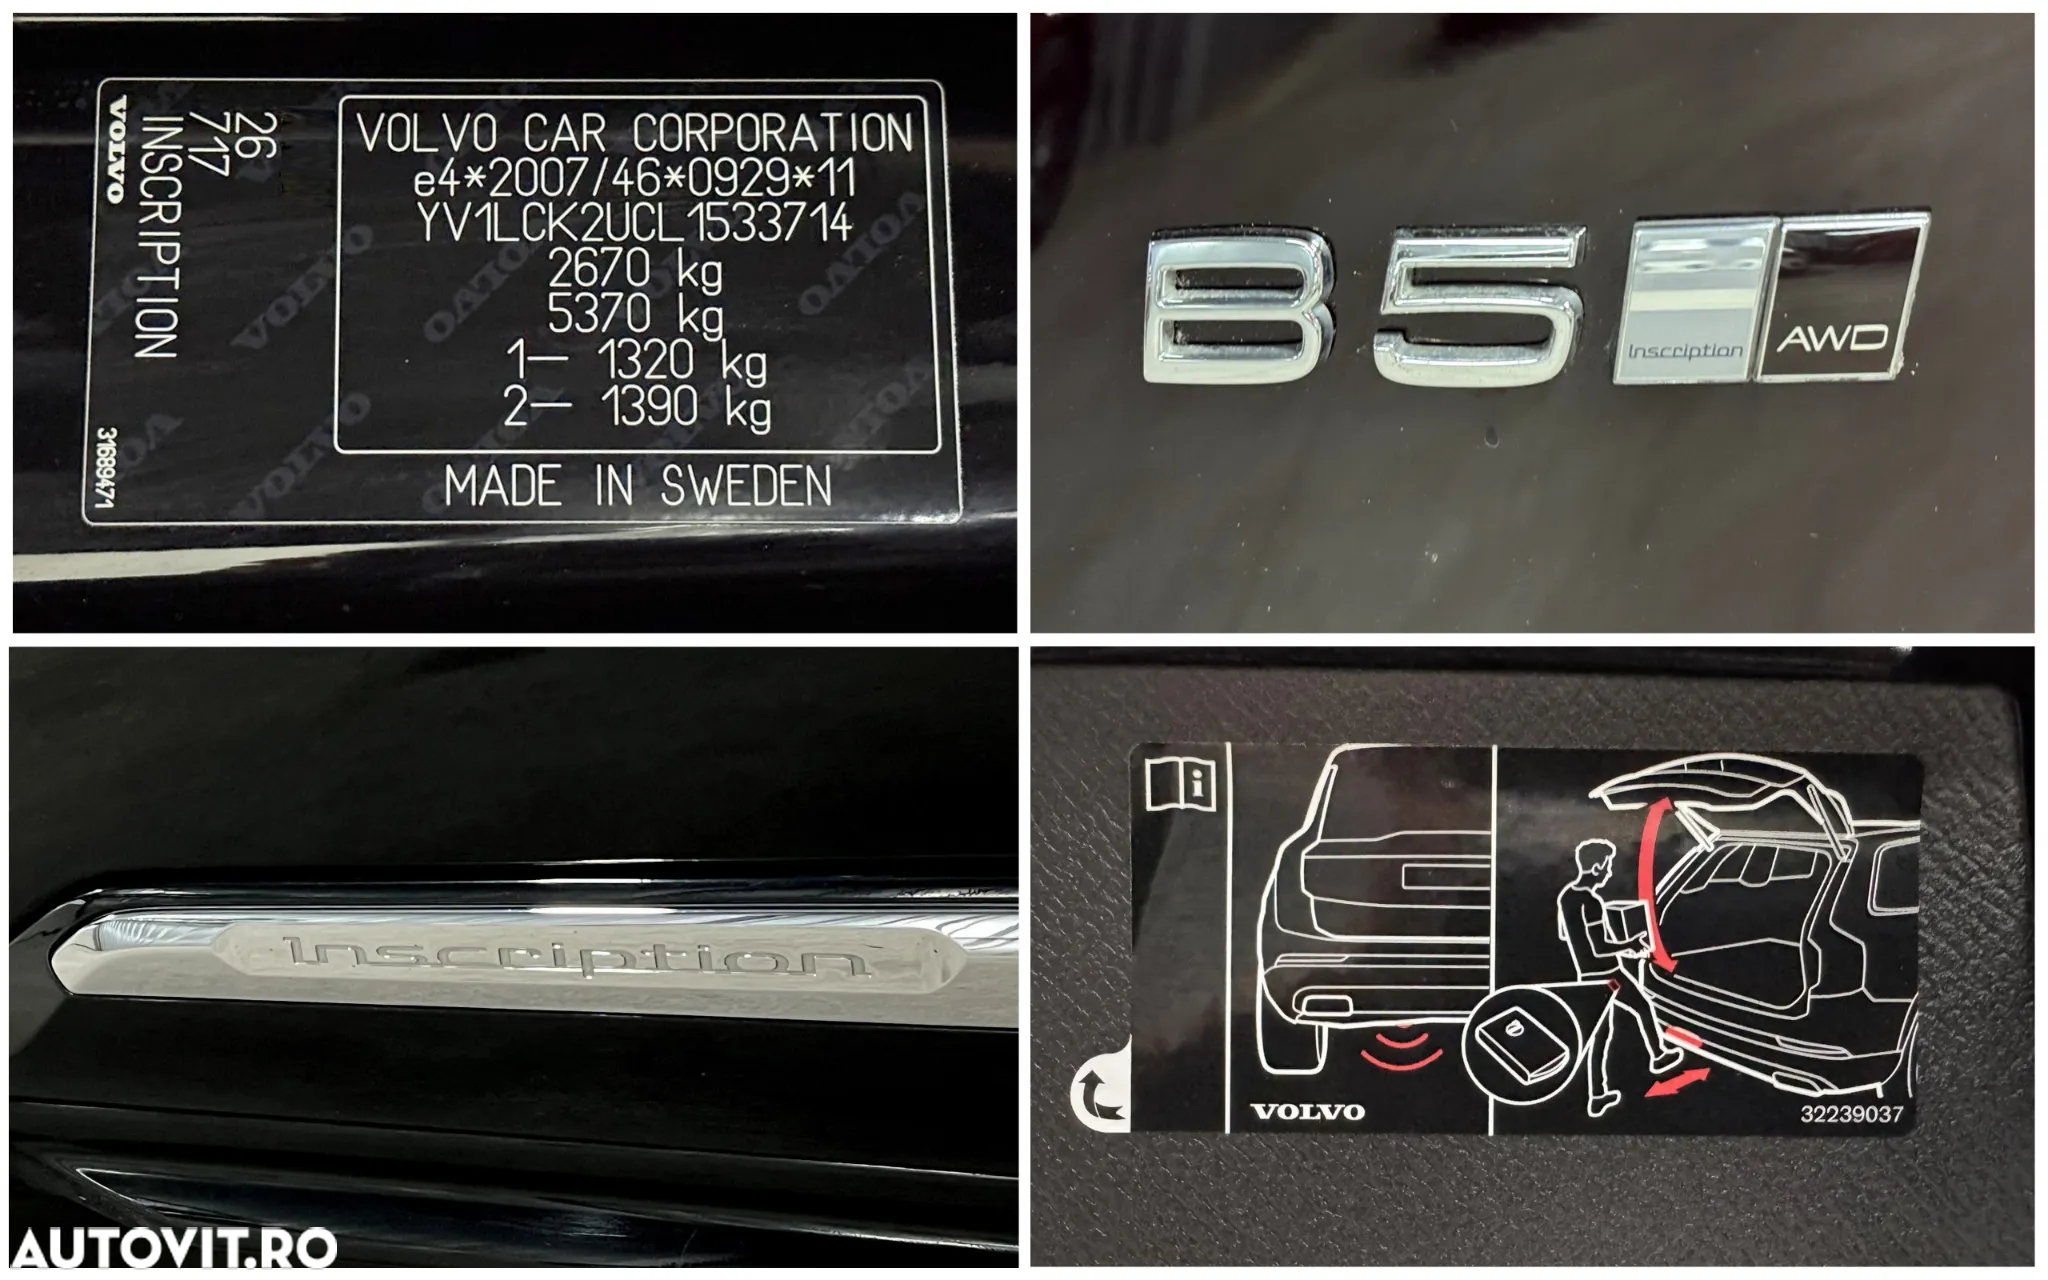 VOLVO
INSCRIPTION
717
26
31689471
VOLVO CAR CORPORATION
e4*2007/46*0929*11
YV1LCK2UCL1533714
2670 kg
5370 kg
1— 1320 kg
2— 1390 kg
MADE IN SWEDEN
B5
Inscription
AWD
Inscription
i
VOLVO
32239037
AUTOVIT.RO